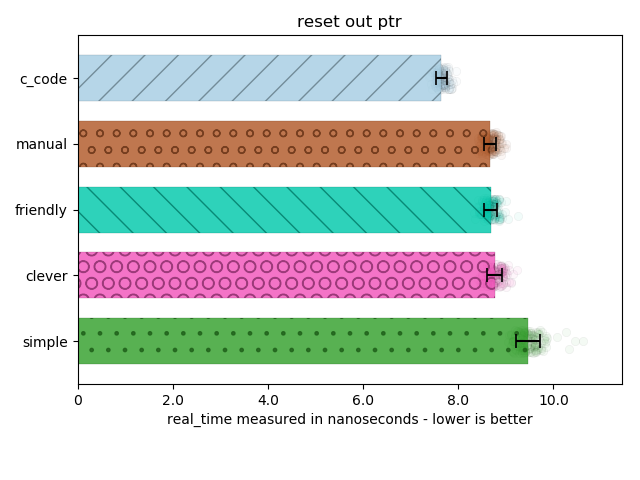 reset out ptr
c_code
manual
friendly
clever
simple
0 2.0 4.0 6.0 8.0 10.0
real_time measured in nanoseconds - lower is better